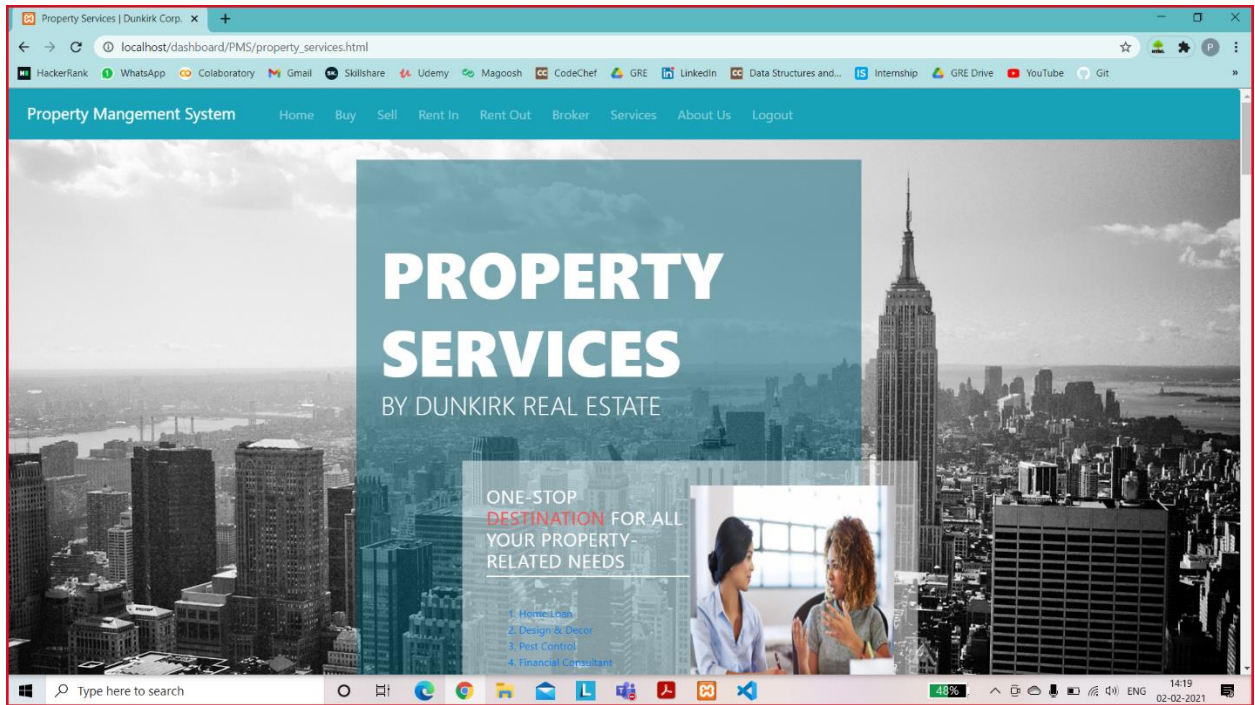 Property Services | Dunkirk Corp.
localhost/dashboard/PMS/property_services.html
HackerRank WhatsApp Colaboratory Gmail Skillshare Udemy Magoosh CodeChef GRE LinkedIn Data Structures and... Internship GRE Drive YouTube Git »
Property Mangement System Home Buy Sell Rent In Rent Out Broker Services About Us Logout
PROPERTY
SERVICES
BY DUNKIRK REAL ESTATE
ONE-STOP
DESTINATION FOR ALL
YOUR PROPERTY-
RELATED NEEDS
1. Home Loan
2. Design & Decor
3. Pest Control
4. Financial Consultant
Type here to search
48%
ENG
14:19
02-02-2021